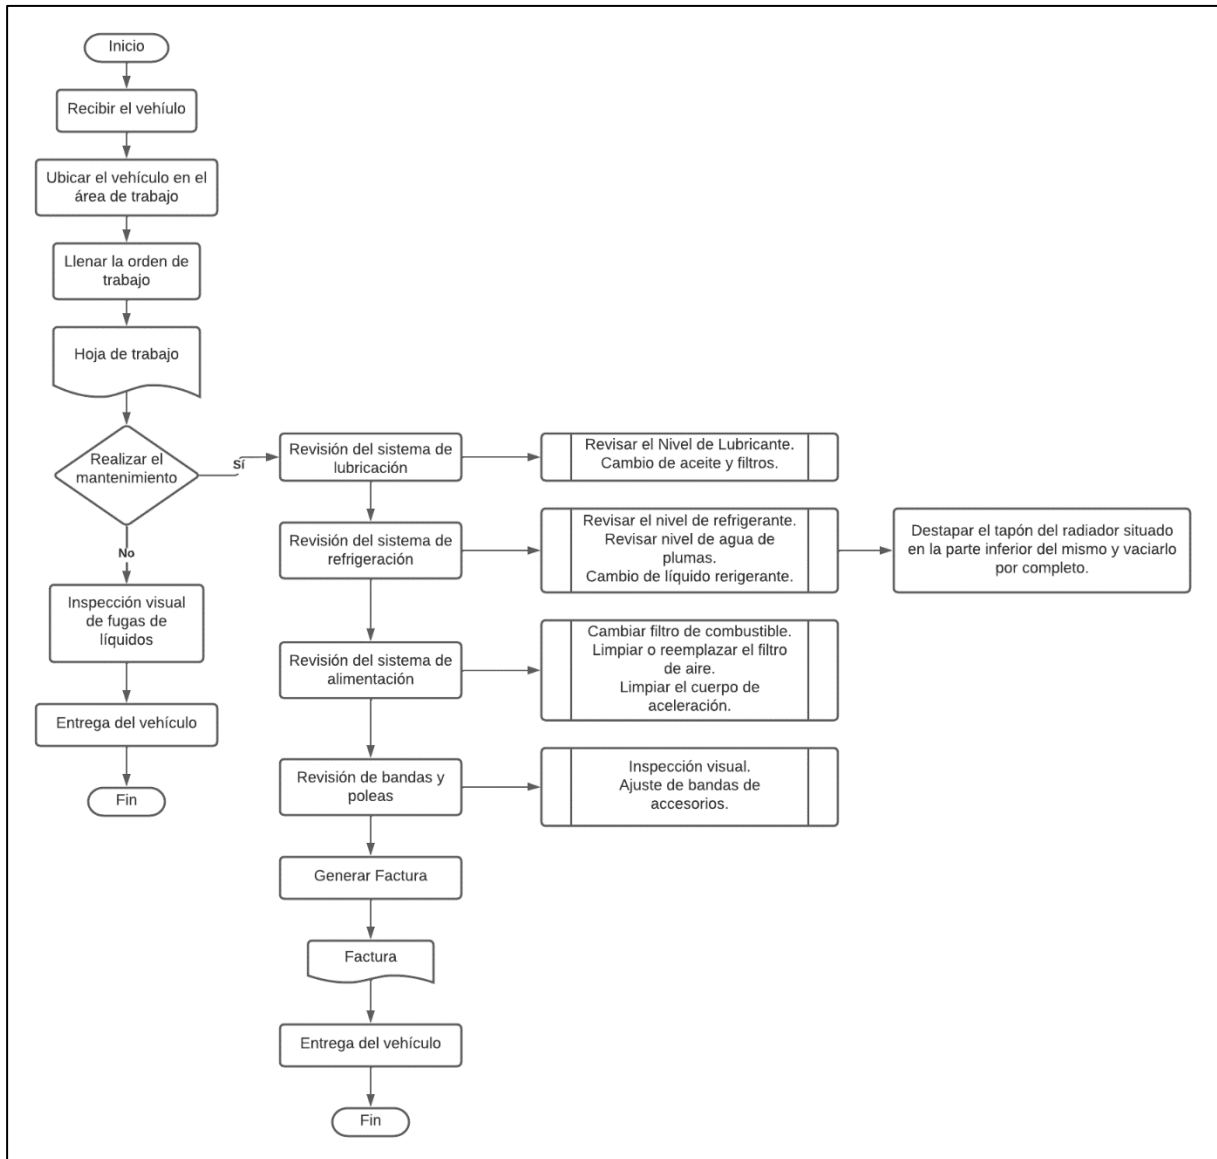 Inicio
Recibir el vehíulo
Ubicar el vehículo en el
área de trabajo
Llenar la orden de
trabajo
Hoja de trabajo
Realizar el
mantenimiento
Sí
No
Inspección visual
de fugas de
líquidos
Entrega del vehículo
Fin
Revisión del sistema de
lubricación
Revisar el Nivel de Lubricante.
Cambio de aceite y filtros.
Revisión del sistema de
refrigeración
Revisar el nivel de refrigerante.
Revisar nivel de agua de
plumas.
Cambio de líquido rerigerante.
Destapar el tapón del radiador situado
en la parte inferior del mismo y vaciarlo
por completo.
Revisión del sistema de
alimentación
Cambiar filtro de combustible.
Limpiar o reemplazar el filtro
de aire.
Limpiar el cuerpo de
aceleración.
Revisión de bandas y
poleas
Inspección visual.
Ajuste de bandas de
accesorios.
Generar Factura
Factura
Entrega del vehículo
Fin